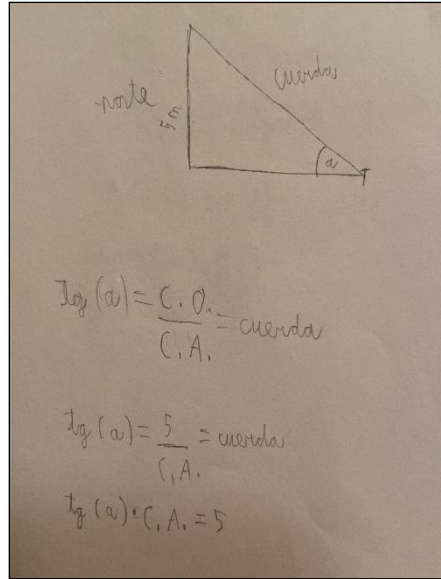 cuerda
poste
5 m
a
tg (a) = C.O. / C.A. = cuerda
tg (a) = 5 / C.A. = cuerda
tg (a) · C.A. = 5